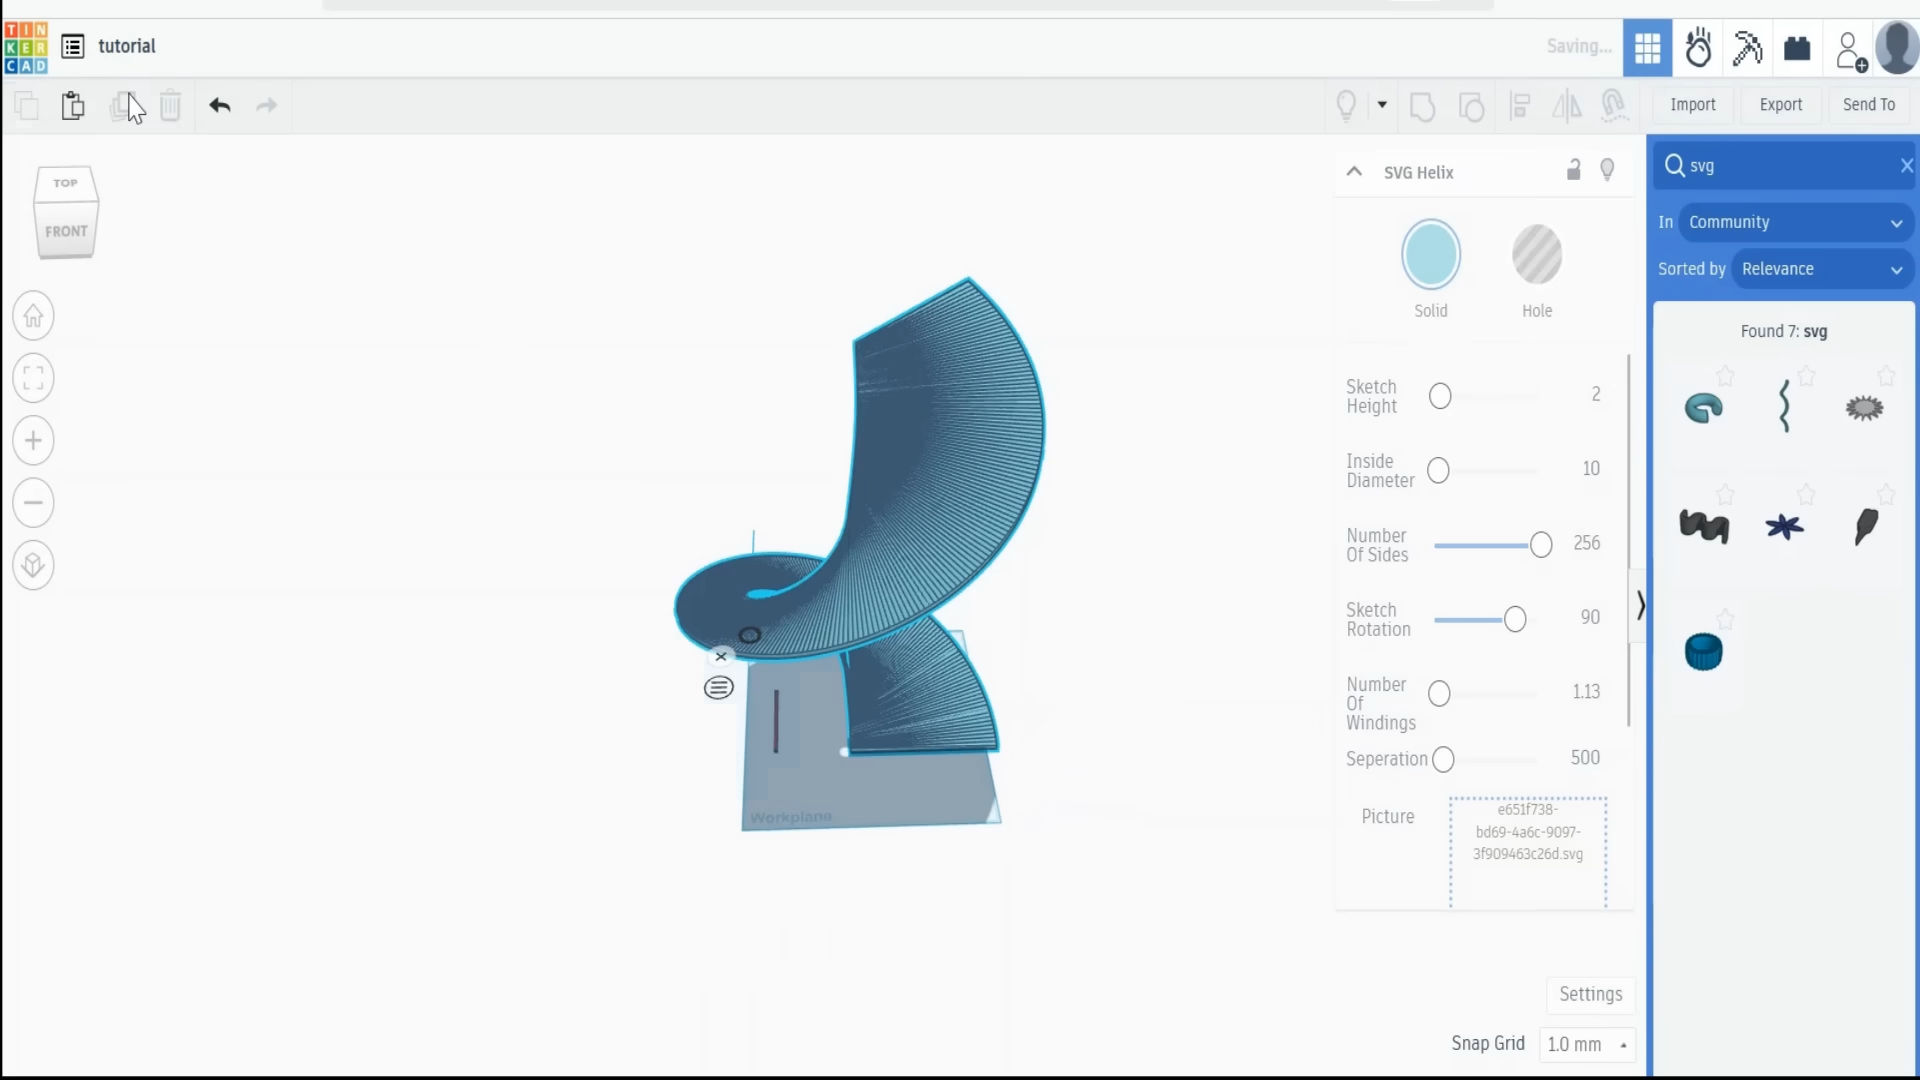 TIN
KER
CAD
tutorial
Saving...
Import
Export
Send To
TOP
FRONT
SVG Helix
Solid
Hole
Sketch
Height
2
Inside
Diameter
10
Number
Of Sides
256
Sketch
Rotation
90
Number
Of
Windings
1.13
Seperation
500
Picture
e651f738-
bd69-4a6c-9097-
3f909463c26d.svg
svg
In
Community
Sorted by
Relevance
Found 7: svg
Workplane
Settings
Snap Grid
1.0 mm